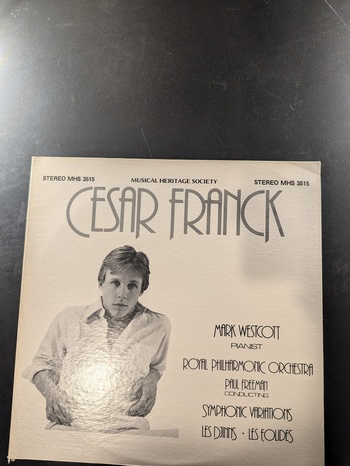 STEREO MHS 3515 MUSICAL HERITAGE SOCIETY STEREO MHS 3515
CESAR FRANCK
MARK WESTCOTT
PIANIST
ROYAL PHILHARMONIC ORCHESTRA
PAUL FREEMAN
CONDUCTING
SYMPHONIC VARIATIONS
LES DJINNS · LES EOLIDES